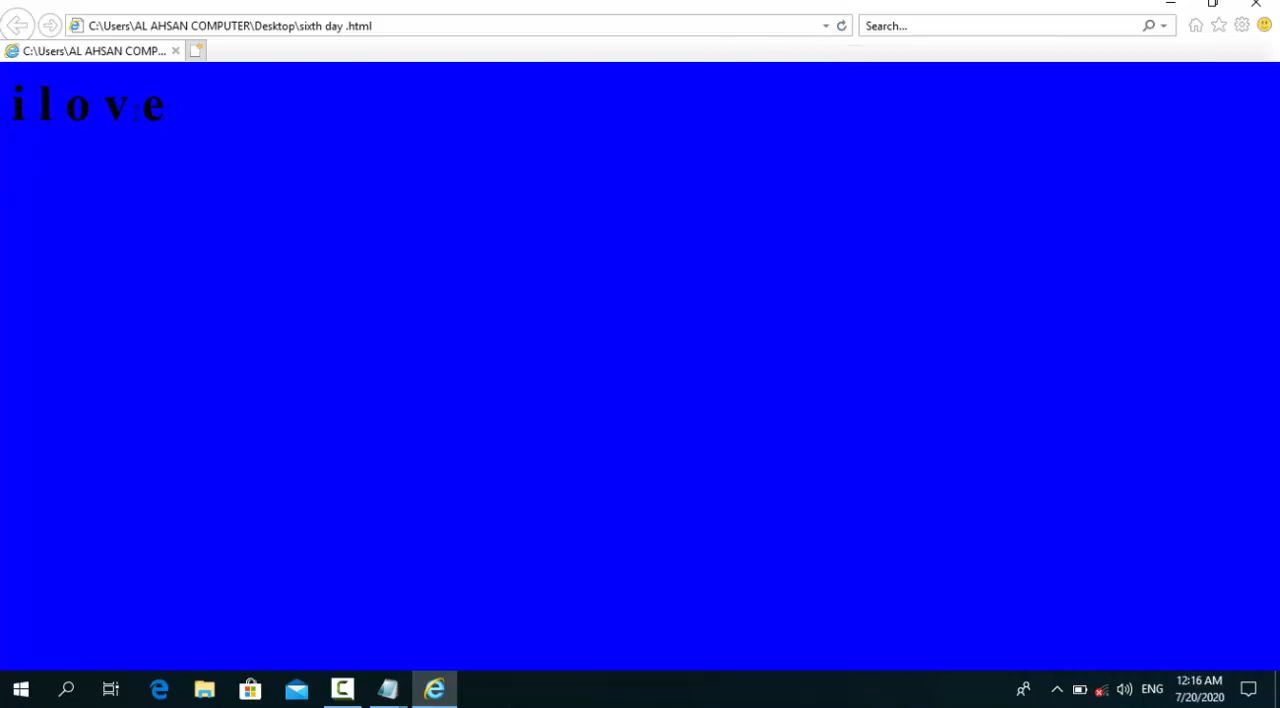 C:\Users\AL AHSAN COMPUTER\Desktop\sixth day .html
Search...
C:\Users\AL AHSAN COMP...
i l o v e
ENG
12:16 AM
7/20/2020